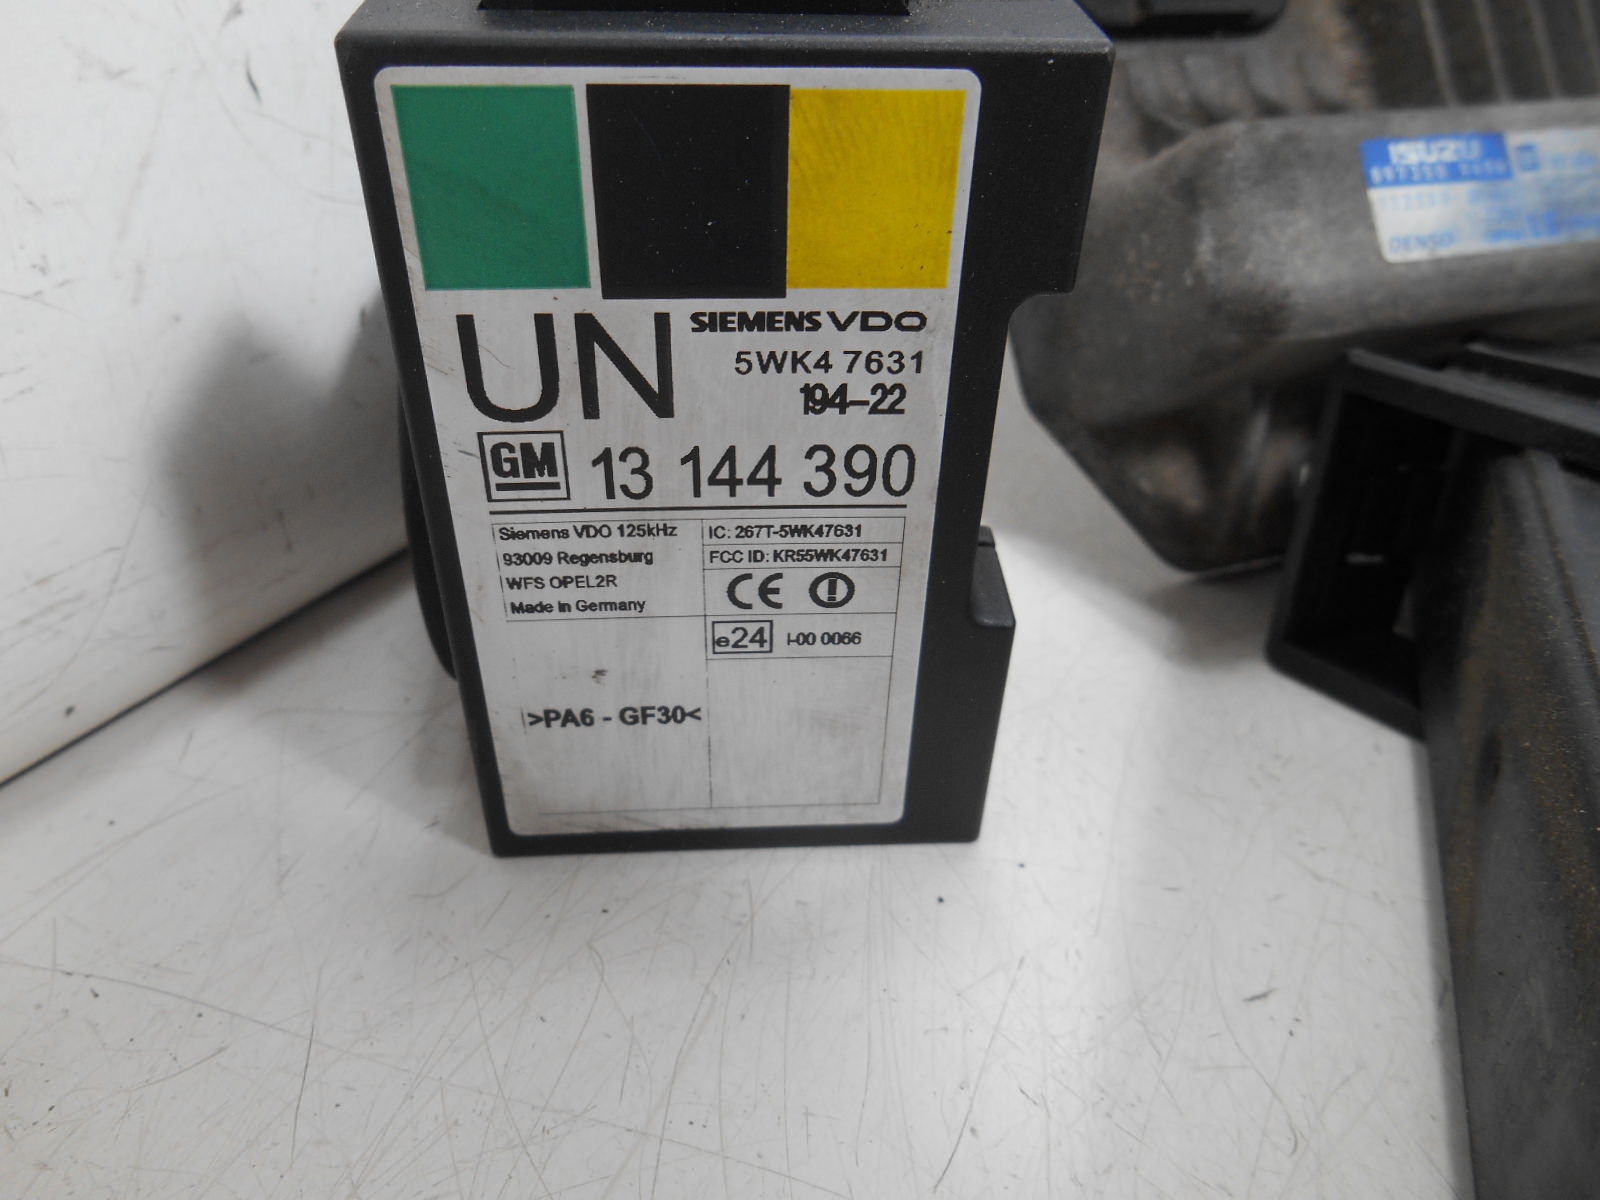 UN
SIEMENS VDO
5WK4 7631
194-22
GM 13 144 390
Siemens VDO 125kHz
93009 Regensburg
WFS OPEL2R
Made in Germany
IC: 267T-5WK47631
FCC ID: KR55WK47631
CE
e24 I-00 0066
>PA6 - GF30<
ISUZU
DENSO